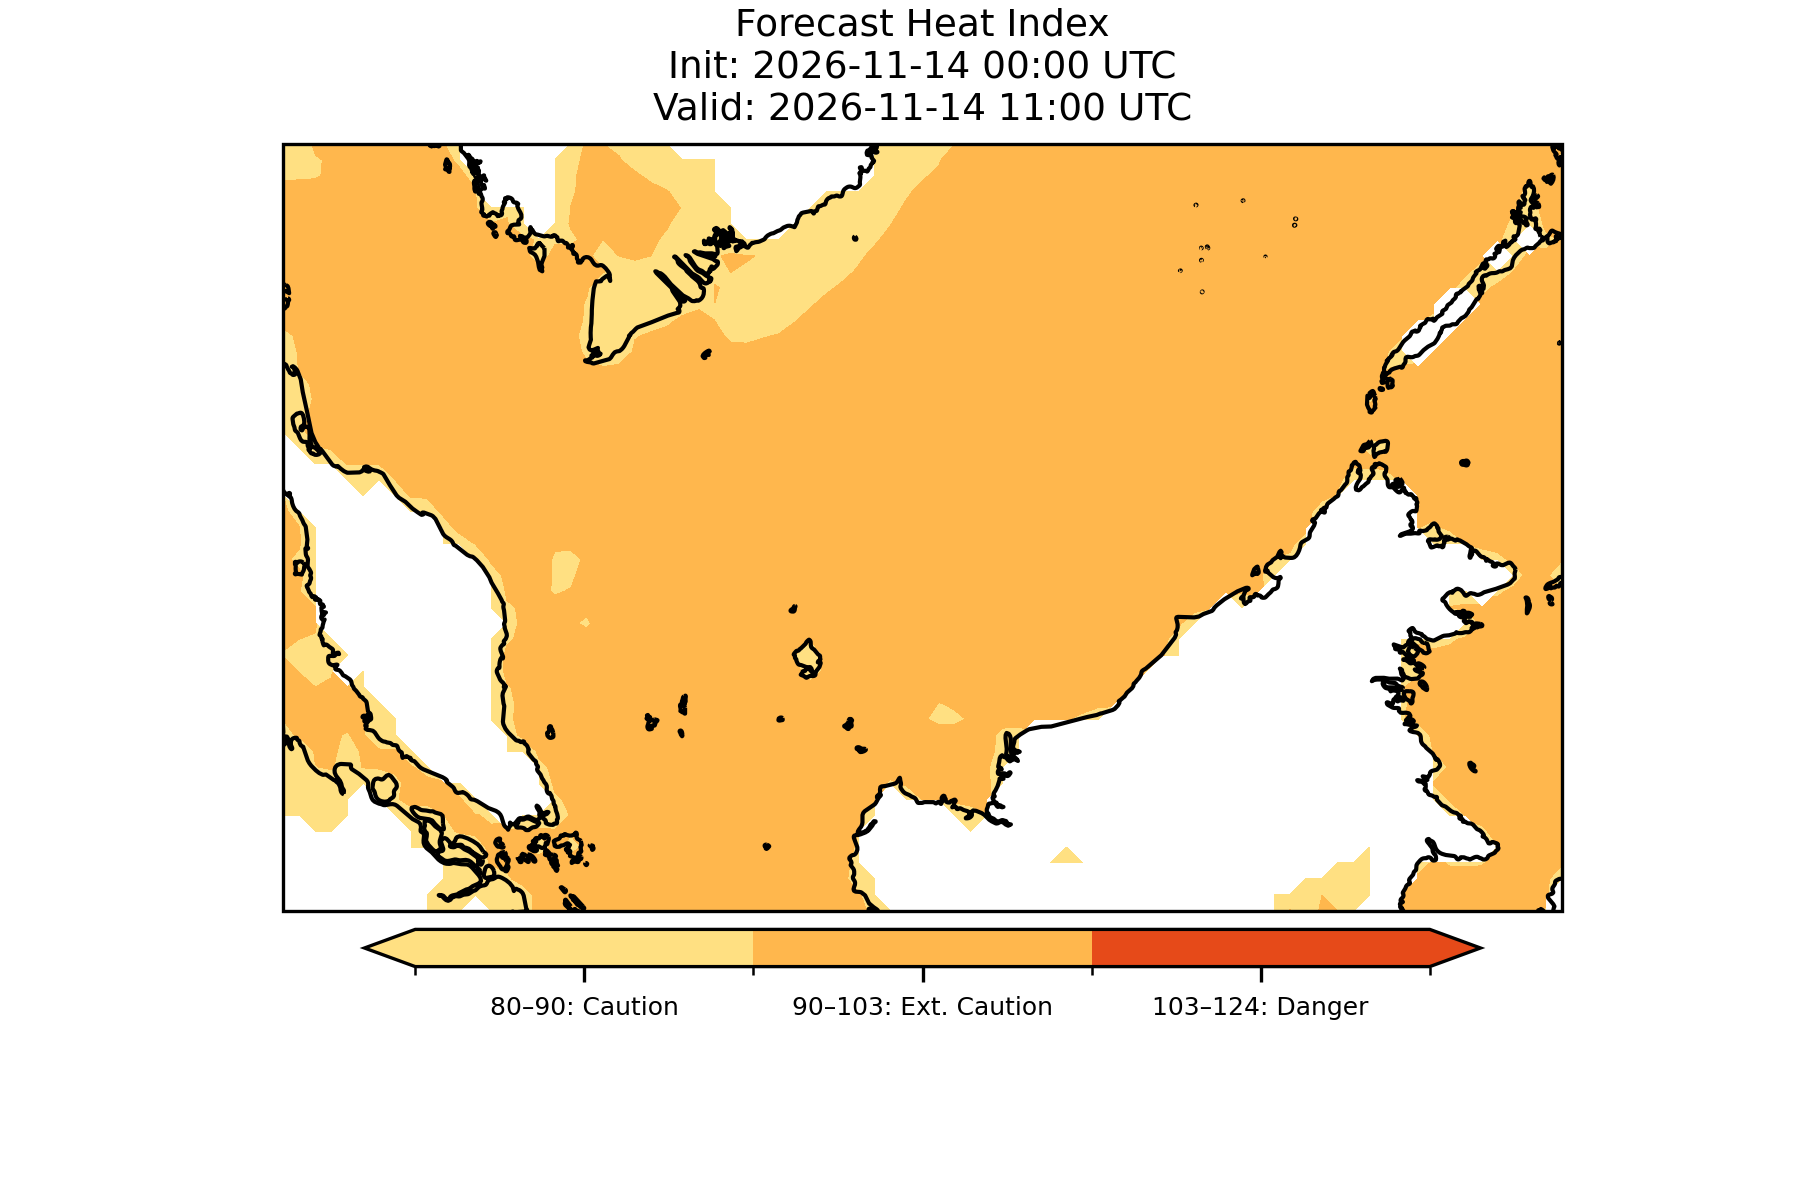 Forecast Heat Index
Init: 2026-11-14 00:00 UTC
Valid: 2026-11-14 11:00 UTC
80–90: Caution
90–103: Ext. Caution
103–124: Danger